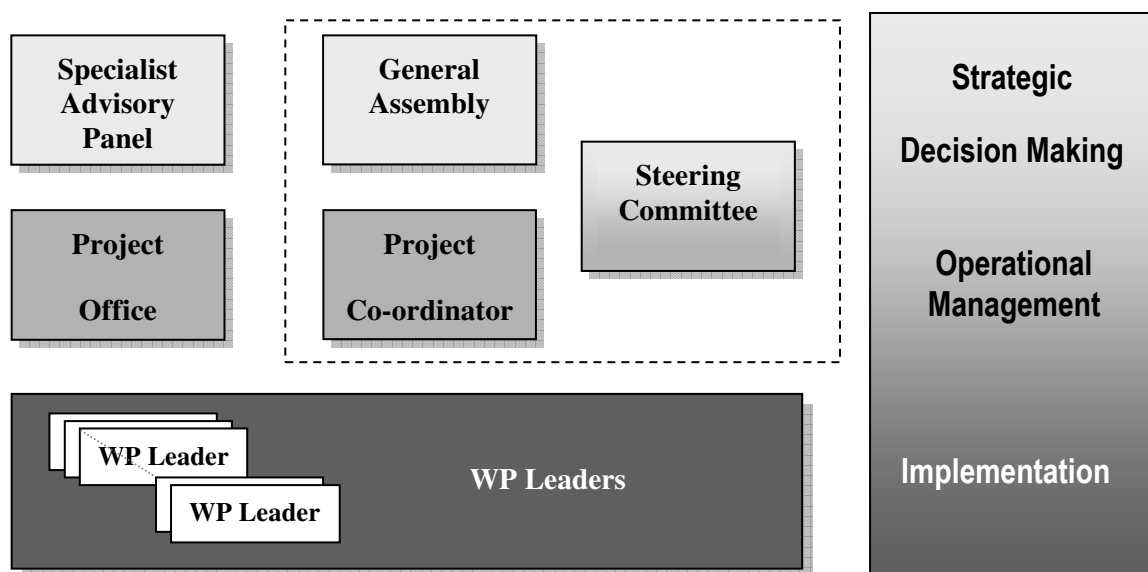 Specialist
Advisory
Panel
General
Assembly
Steering
Committee
Project
Office
Project
Co-ordinator
WP Leader
WP Leader
WP Leaders
Strategic
Decision Making
Operational
Management
Implementation